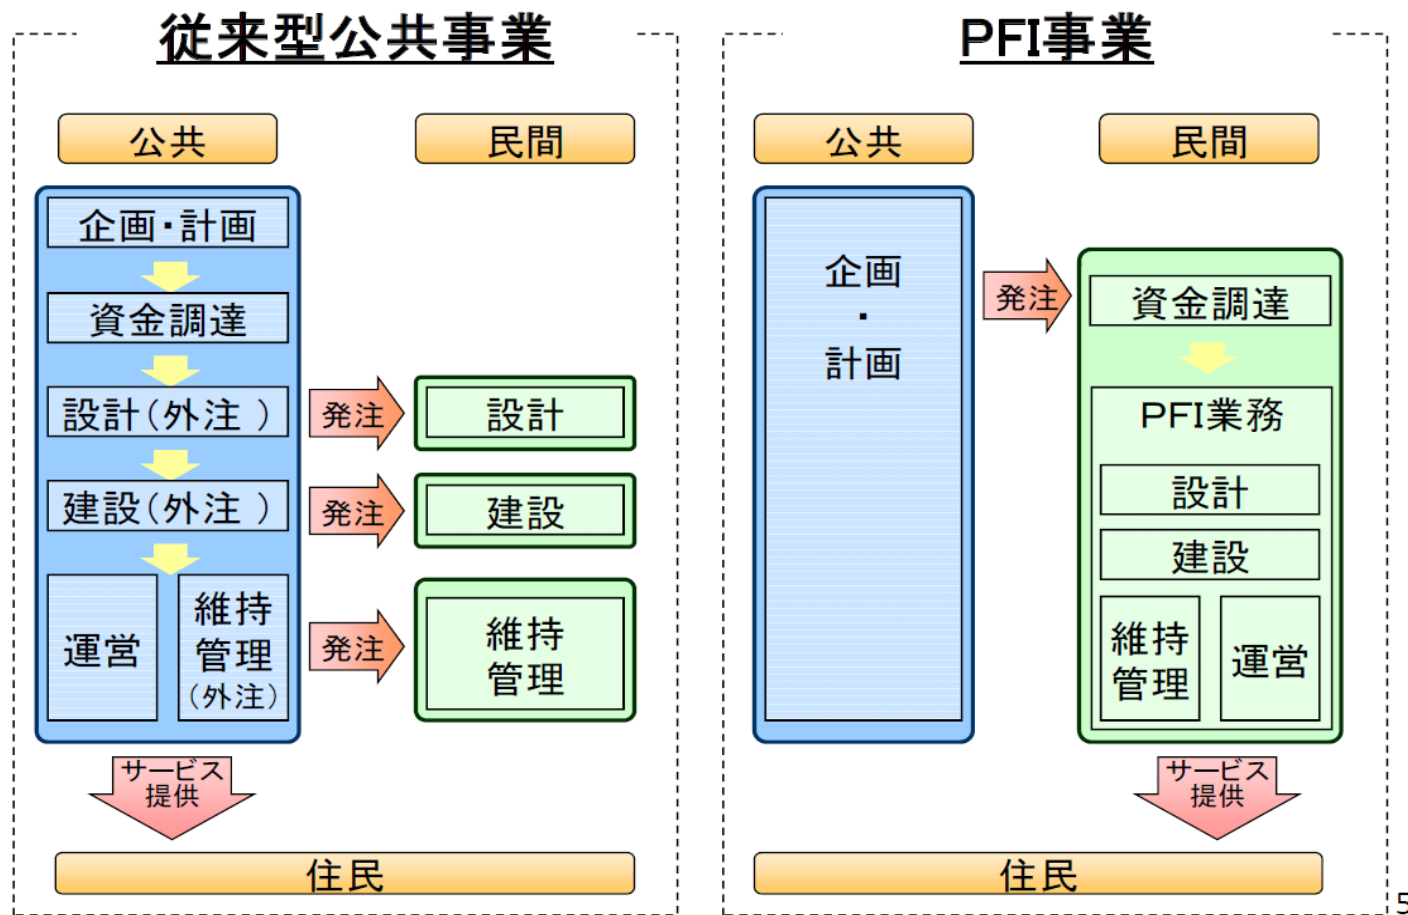 従来型公共事業
公共
民間
企画・計画
資金調達
設計(外注 )
発注
設計
建設(外注 )
発注
建設
運営
維持
管理
(外注)
発注
維持
管理
サービス
提供
住民
PFI事業
公共
民間
企画
・
計画
発注
資金調達
PFI業務
設計
建設
維持
管理
運営
サービス
提供
住民
5